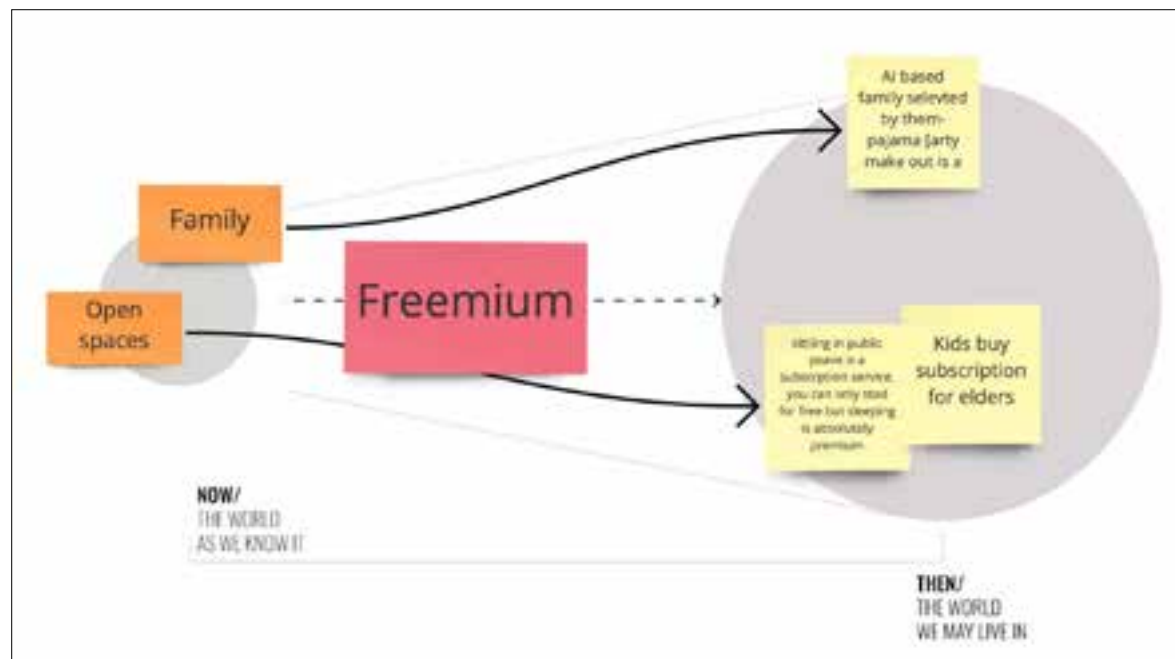 Ai based
family selevted
by them-
pajama [arty
make out is a
Family
Freemium
Open
spaces
sitting in public
is a
subscription service,
you can only
for free but sleeping
is absolutely
premium
Kids buy
subscription
for elders
NOW/
THE WORLD
AS WE KNOW IT
THEN/
THE WORLD
WE MAY LIVE IN